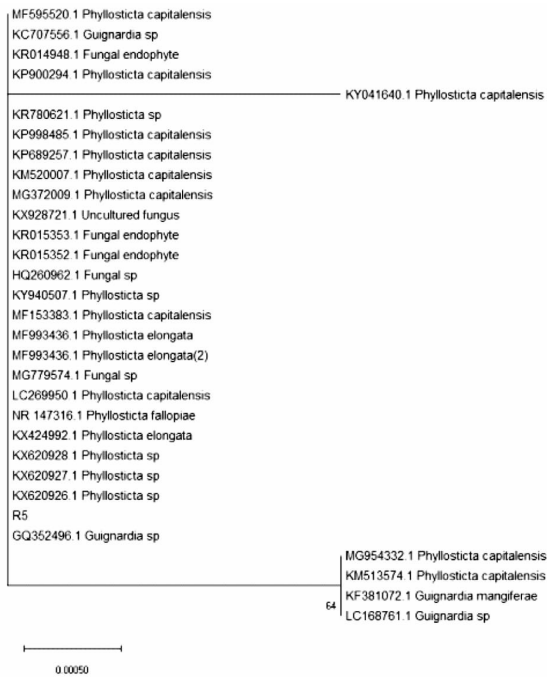 MF595520.1 Phyllosticta capitalensis
KC707556.1 Guignardia sp
KR014948.1 Fungal endophyte
KP900294.1 Phyllosticta capitalensis
KY041640.1 Phyllosticta capitalensis
KR780621.1 Phyllosticta sp
KP998485.1 Phyllosticta capitalensis
KP689257.1 Phyllosticta capitalensis
KM520007.1 Phyllosticta capitalensis
MG372009.1 Phyllosticta capitalensis
KX928721.1 Uncultured fungus
KR015353.1 Fungal endophyte
KR015352.1 Fungal endophyte
HQ260962.1 Fungal sp
KY940507.1 Phyllosticta sp
MF153383.1 Phyllosticta capitalensis
MF993436.1 Phyllosticta elongata
MF993436.1 Phyllosticta elongata(2)
MG779574.1 Fungal sp
LC269950.1 Phyllosticta capitalensis
NR 147316.1 Phyllosticta fallopiae
KX424992.1 Phyllosticta elongata
KX620928.1 Phyllosticta sp
KX620927.1 Phyllosticta sp
KX620926.1 Phyllosticta sp
R5
GQ352496.1 Guignardia sp
MG954332.1 Phyllosticta capitalensis
KM513574.1 Phyllosticta capitalensis
KF381072.1 Guignardia mangiferae
64
LC168761.1 Guignardia sp
0.00050